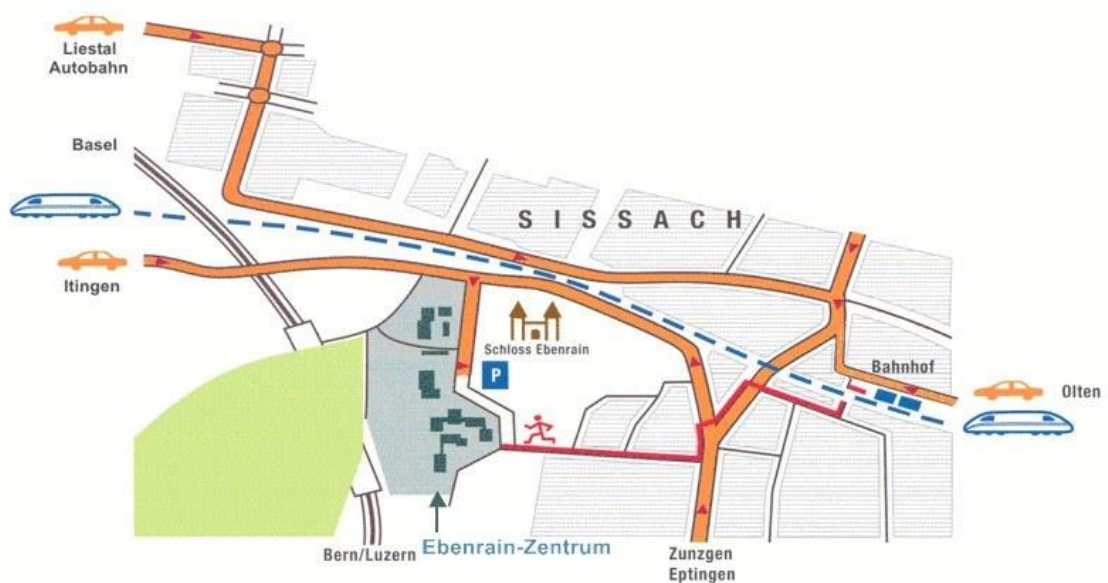 Liestal
Autobahn
Basel
SISSACH
Itingen
Schloss Ebenrain
P
Bahnhof
Olten
Bern/Luzern
Ebenrain-Zentrum
Zunzgen
Eptingen